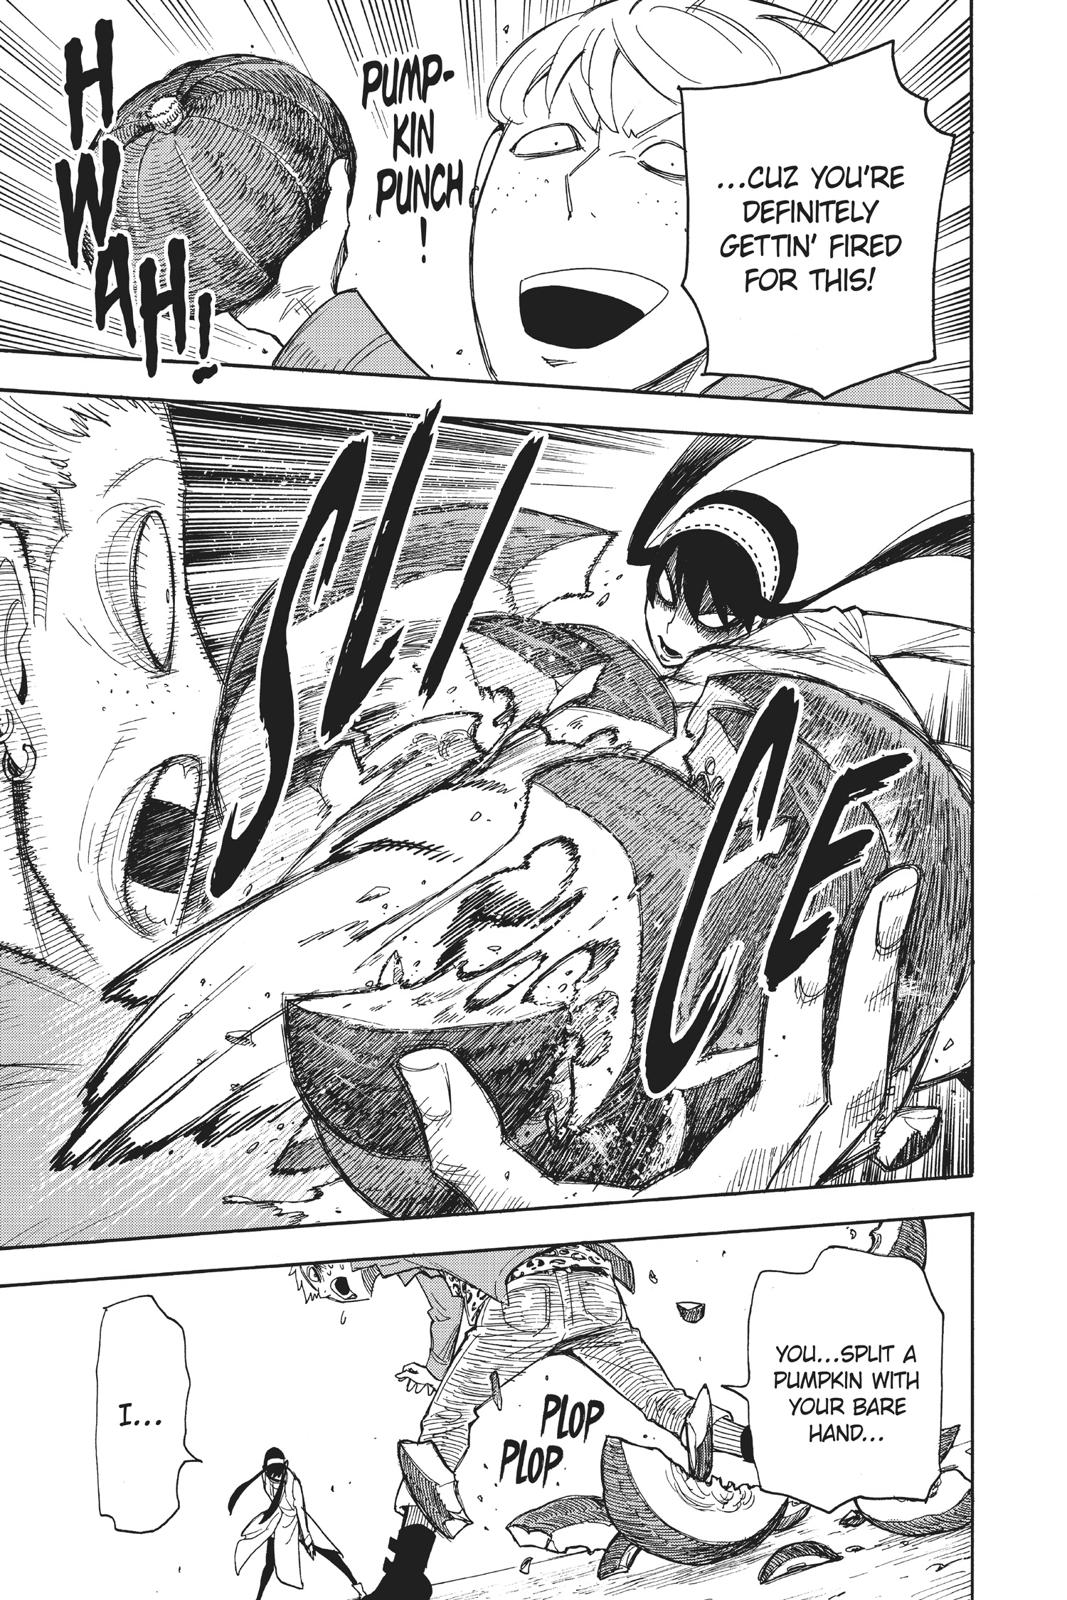 ...CUZ YOU'RE
DEFINITELY
GETTIN' FIRED
FOR THIS!
PUMP-
KIN
PUNCH
!
HWAH!
SLICE
YOU...SPLIT A
PUMPKIN WITH
YOUR BARE
HAND...
PLOP
PLOP
I...